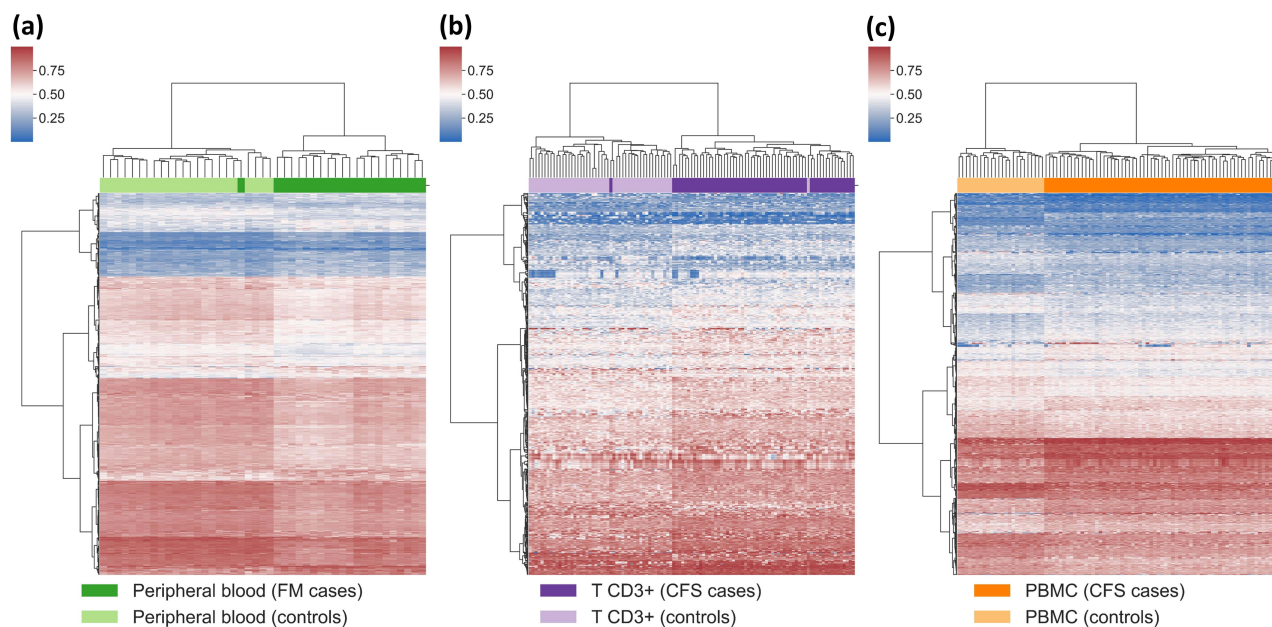 (a)
0.75
0.50
0.25
Peripheral blood (FM cases)
Peripheral blood (controls)
(b)
0.75
0.50
0.25
T CD3+ (CFS cases)
T CD3+ (controls)
(c)
0.75
0.50
0.25
PBMC (CFS cases)
PBMC (controls)